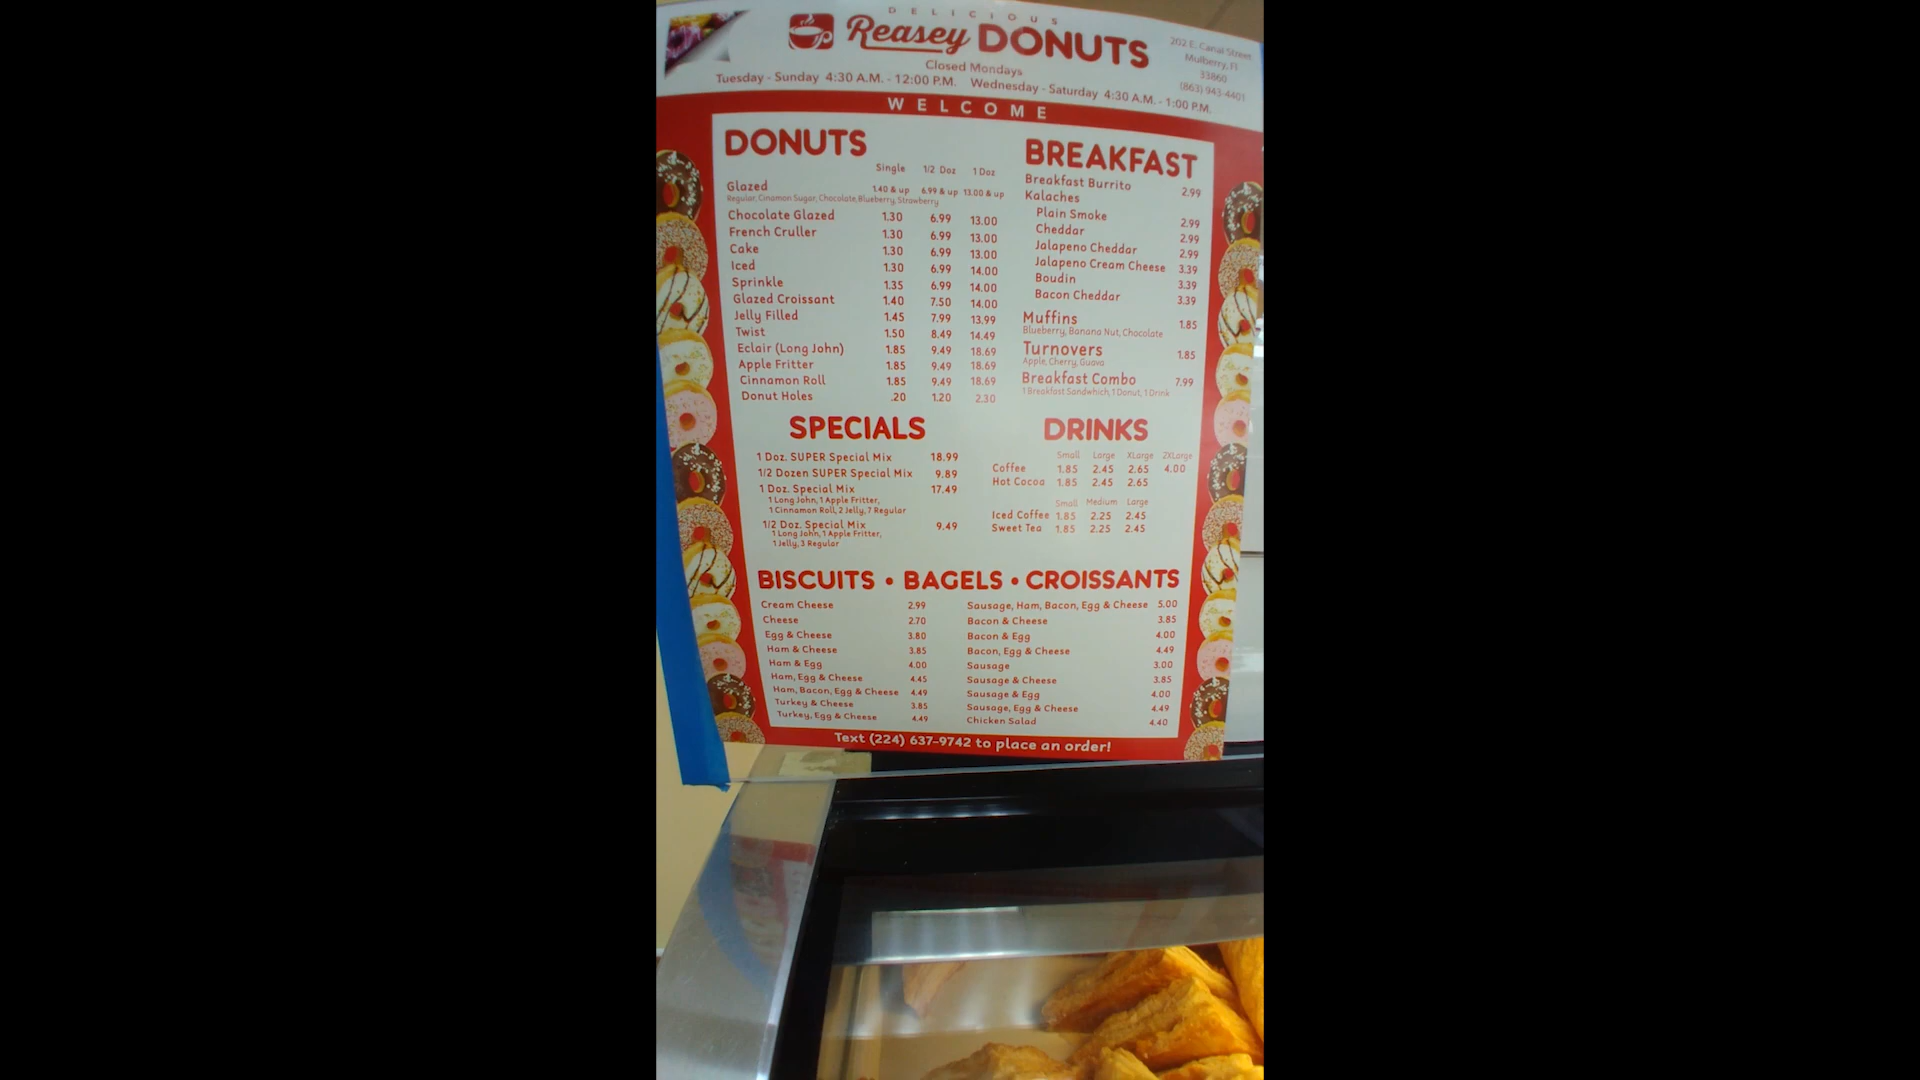 DELICIOUS
Reasey DONUTS
Closed Mondays
Tuesday - Sunday 4:30 A.M. - 12:00 P.M. Wednesday - Saturday 4:30 A.M. - 1:00 P.M.
202 E. Canal Street
Mulberry, Fl
33860
(863) 943-4401
WELCOME
DONUTS
Single 1/2 Doz 1 Doz
Glazed 1.40 & up 6.99 & up 13.00 & up
Regular, Cinamon Sugar, Chocolate, Blueberry, Strawberry
Chocolate Glazed 1.30 6.99 13.00
French Cruller 1.30 6.99 13.00
Cake 1.30 6.99 13.00
Iced 1.30 6.99 14.00
Sprinkle 1.35 6.99 14.00
Glazed Croissant 1.40 7.50 14.00
Jelly Filled 1.45 7.99 13.99
Twist 1.50 8.49 14.49
Eclair (Long John) 1.85 9.49 18.69
Apple Fritter 1.85 9.49 18.69
Cinnamon Roll 1.85 9.49 18.69
Donut Holes .20 1.20 2.30
BREAKFAST
Breakfast Burrito 2.99
Kalaches
Plain Smoke 2.99
Cheddar 2.99
Jalapeno Cheddar 2.99
Jalapeno Cream Cheese 3.39
Boudin 3.39
Bacon Cheddar 3.39
Muffins 1.85
Blueberry, Banana Nut, Chocolate
Turnovers 1.85
Apple, Cherry, Guava
Breakfast Combo 7.99
1 Breakfast Sandwhich, 1 Donut, 1 Drink
SPECIALS
1 Doz. SUPER Special Mix 18.99
1/2 Dozen SUPER Special Mix 9.89
1 Doz. Special Mix 17.49
1 Long John, 1 Apple Fritter,
1 Cinnamon Roll, 2 Jelly, 7 Regular
1/2 Doz. Special Mix 9.49
1 Long John, 1 Apple Fritter,
1 Jelly, 3 Regular
DRINKS
Small Large XLarge 2XLarge
Coffee 1.85 2.45 2.65 4.00
Hot Cocoa 1.85 2.45 2.65
Small Medium Large
Iced Coffee 1.85 2.25 2.45
Sweet Tea 1.85 2.25 2.45
BISCUITS • BAGELS • CROISSANTS
Cream Cheese 2.99
Cheese 2.70
Egg & Cheese 3.80
Ham & Cheese 3.85
Ham & Egg 4.00
Ham, Egg & Cheese 4.45
Ham, Bacon, Egg & Cheese 4.49
Turkey & Cheese 3.85
Turkey, Egg & Cheese 4.49
Sausage, Ham, Bacon, Egg & Cheese 5.00
Bacon & Cheese 3.85
Bacon & Egg 4.00
Bacon, Egg & Cheese 4.49
Sausage 3.00
Sausage & Cheese 3.85
Sausage & Egg 4.00
Sausage, Egg & Cheese 4.49
Chicken Salad 4.40
Text (224) 637-9742 to place an order!